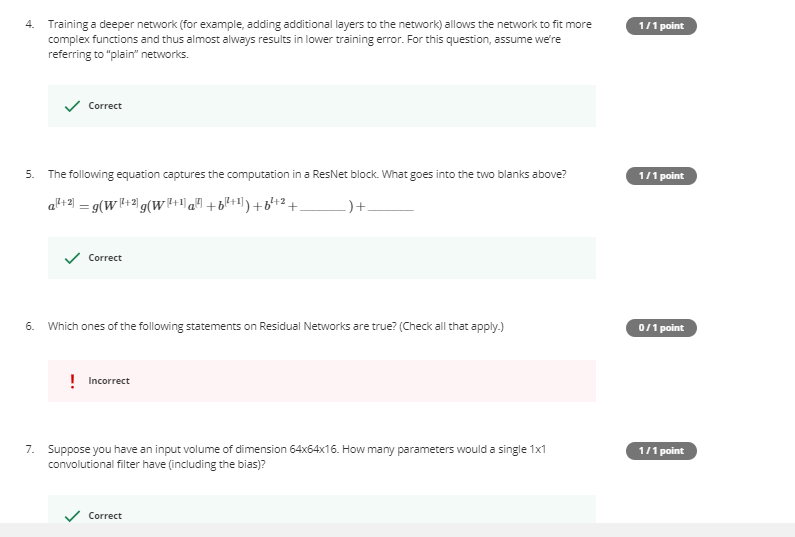 4. Training a deeper network (for example, adding additional layers to the network) allows the network to fit more
complex functions and thus almost always results in lower training error. For this question, assume we're
referring to "plain" networks.
1 / 1 point
Correct
5. The following equation captures the computation in a ResNet block. What goes into the two blanks above?
1 / 1 point
a^{[l+2]} = g(W^{[l+2]} g(W^{[l+1]} a^{[l]} + b^{[l+1]}) + b^{l+2} + _______ ) + _______
Correct
6. Which ones of the following statements on Residual Networks are true? (Check all that apply.)
0 / 1 point
! Incorrect
7. Suppose you have an input volume of dimension 64x64x16. How many parameters would a single 1x1
convolutional filter have (including the bias)?
1 / 1 point
Correct